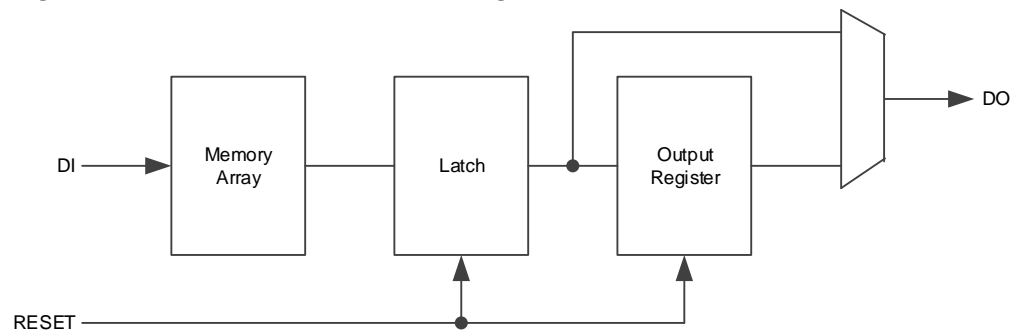 DI
Memory
Array
Latch
Output
Register
DO
RESET